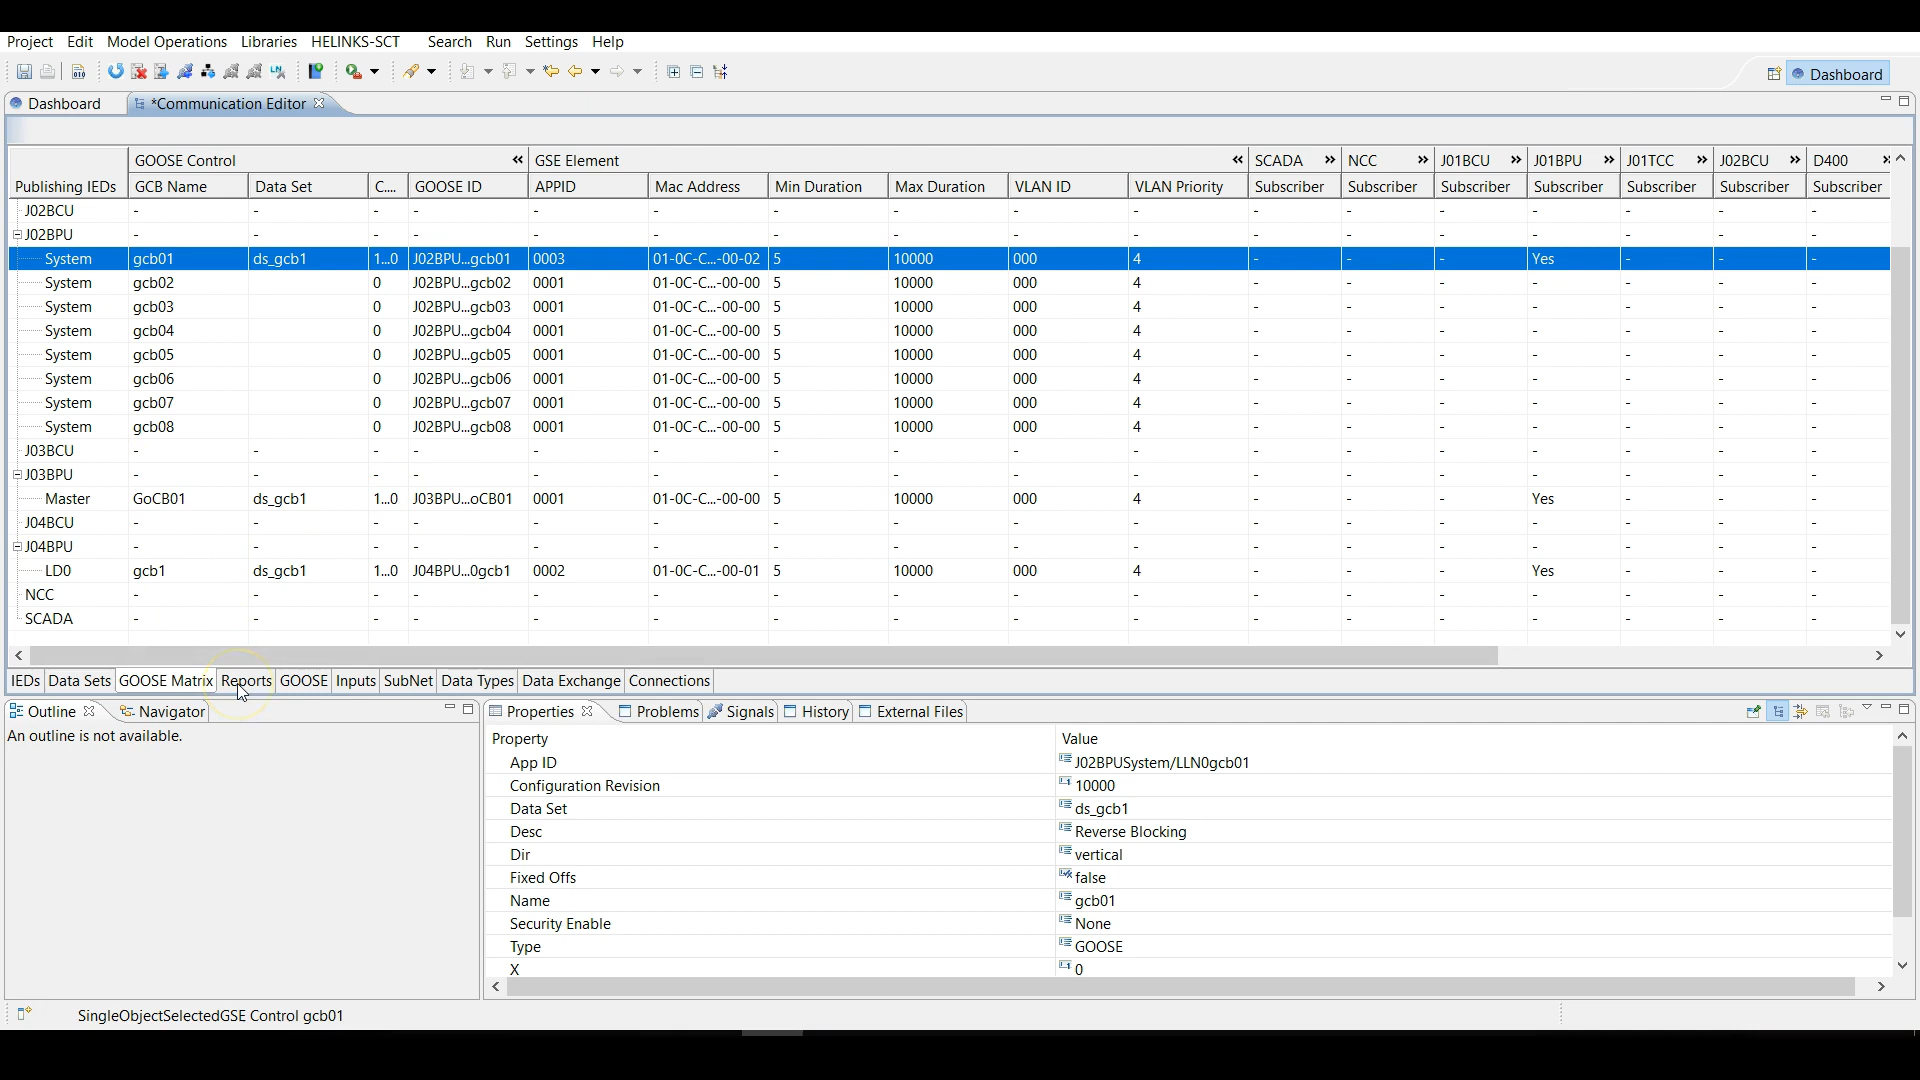 Project Edit Model Operations Libraries HELINKS-SCT Search Run Settings Help
Dashboard
Dashboard *Communication Editor
GOOSE Control « GSE Element « SCADA » NCC » J01BCU » J01BPU » J01TCC » J02BCU » D400 »
Publishing IEDs GCB Name Data Set C.... GOOSE ID APPID Mac Address Min Duration Max Duration VLAN ID VLAN Priority Subscriber Subscriber Subscriber Subscriber Subscriber Subscriber Subscriber
J02BCU - - - - - - - - - - - - - - - - -
J02BPU - - - - - - - - - - - - - - - - -
System gcb01 ds_gcb1 1...0 J02BPU...gcb01 0003 01-0C-C...-00-02 5 10000 000 4 - - - Yes - - -
System gcb02 0 J02BPU...gcb02 0001 01-0C-C...-00-00 5 10000 000 4 - - - - - - -
System gcb03 0 J02BPU...gcb03 0001 01-0C-C...-00-00 5 10000 000 4 - - - - - - -
System gcb04 0 J02BPU...gcb04 0001 01-0C-C...-00-00 5 10000 000 4 - - - - - - -
System gcb05 0 J02BPU...gcb05 0001 01-0C-C...-00-00 5 10000 000 4 - - - - - - -
System gcb06 0 J02BPU...gcb06 0001 01-0C-C...-00-00 5 10000 000 4 - - - - - - -
System gcb07 0 J02BPU...gcb07 0001 01-0C-C...-00-00 5 10000 000 4 - - - - - - -
System gcb08 0 J02BPU...gcb08 0001 01-0C-C...-00-00 5 10000 000 4 - - - - - - -
J03BCU - - - - - - - - - - - - - - - - -
J03BPU - - - - - - - - - - - - - - - - -
Master GoCB01 ds_gcb1 1...0 J03BPU...oCB01 0001 01-0C-C...-00-00 5 10000 000 4 - - - Yes - - -
J04BCU - - - - - - - - - - - - - - - - -
J04BPU - - - - - - - - - - - - - - - - -
LD0 gcb1 ds_gcb1 1...0 J04BPU...0gcb1 0002 01-0C-C...-00-01 5 10000 000 4 - - - Yes - - -
NCC - - - - - - - - - - - - - - - - -
SCADA - - - - - - - - - - - - - - - - -
IEDs Data Sets GOOSE Matrix Reports GOOSE Inputs SubNet Data Types Data Exchange Connections
Outline Navigator
An outline is not available.
Properties Problems Signals History External Files
Property Value
App ID J02BPUSystem/LLN0gcb01
Configuration Revision 10000
Data Set ds_gcb1
Desc Reverse Blocking
Dir vertical
Fixed Offs false
Name gcb01
Security Enable None
Type GOOSE
X 0
SingleObjectSelectedGSE Control gcb01